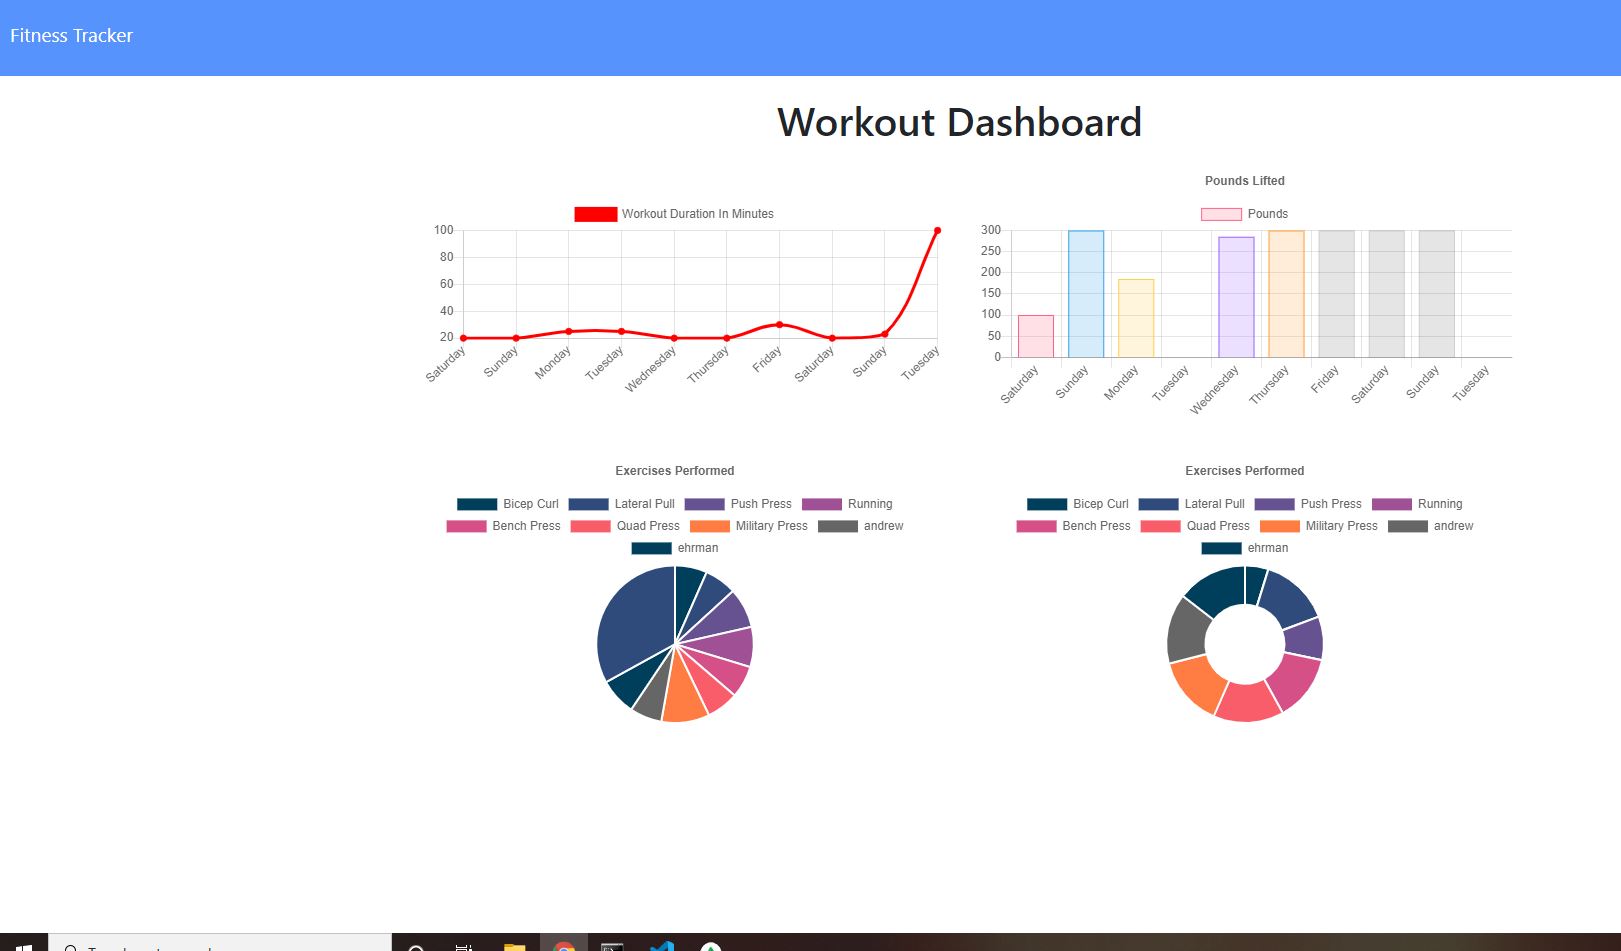 Fitness Tracker
Workout Dashboard
Workout Duration In Minutes
100
80
60
40
20
Saturday
Sunday
Monday
Tuesday
Wednesday
Thursday
Friday
Saturday
Sunday
Tuesday
Pounds Lifted
Pounds
300
250
200
150
100
50
0
Saturday
Sunday
Monday
Tuesday
Wednesday
Thursday
Friday
Saturday
Sunday
Tuesday
Exercises Performed
Bicep Curl Lateral Pull Push Press Running
Bench Press Quad Press Military Press andrew
ehrman
Exercises Performed
Bicep Curl Lateral Pull Push Press Running
Bench Press Quad Press Military Press andrew
ehrman